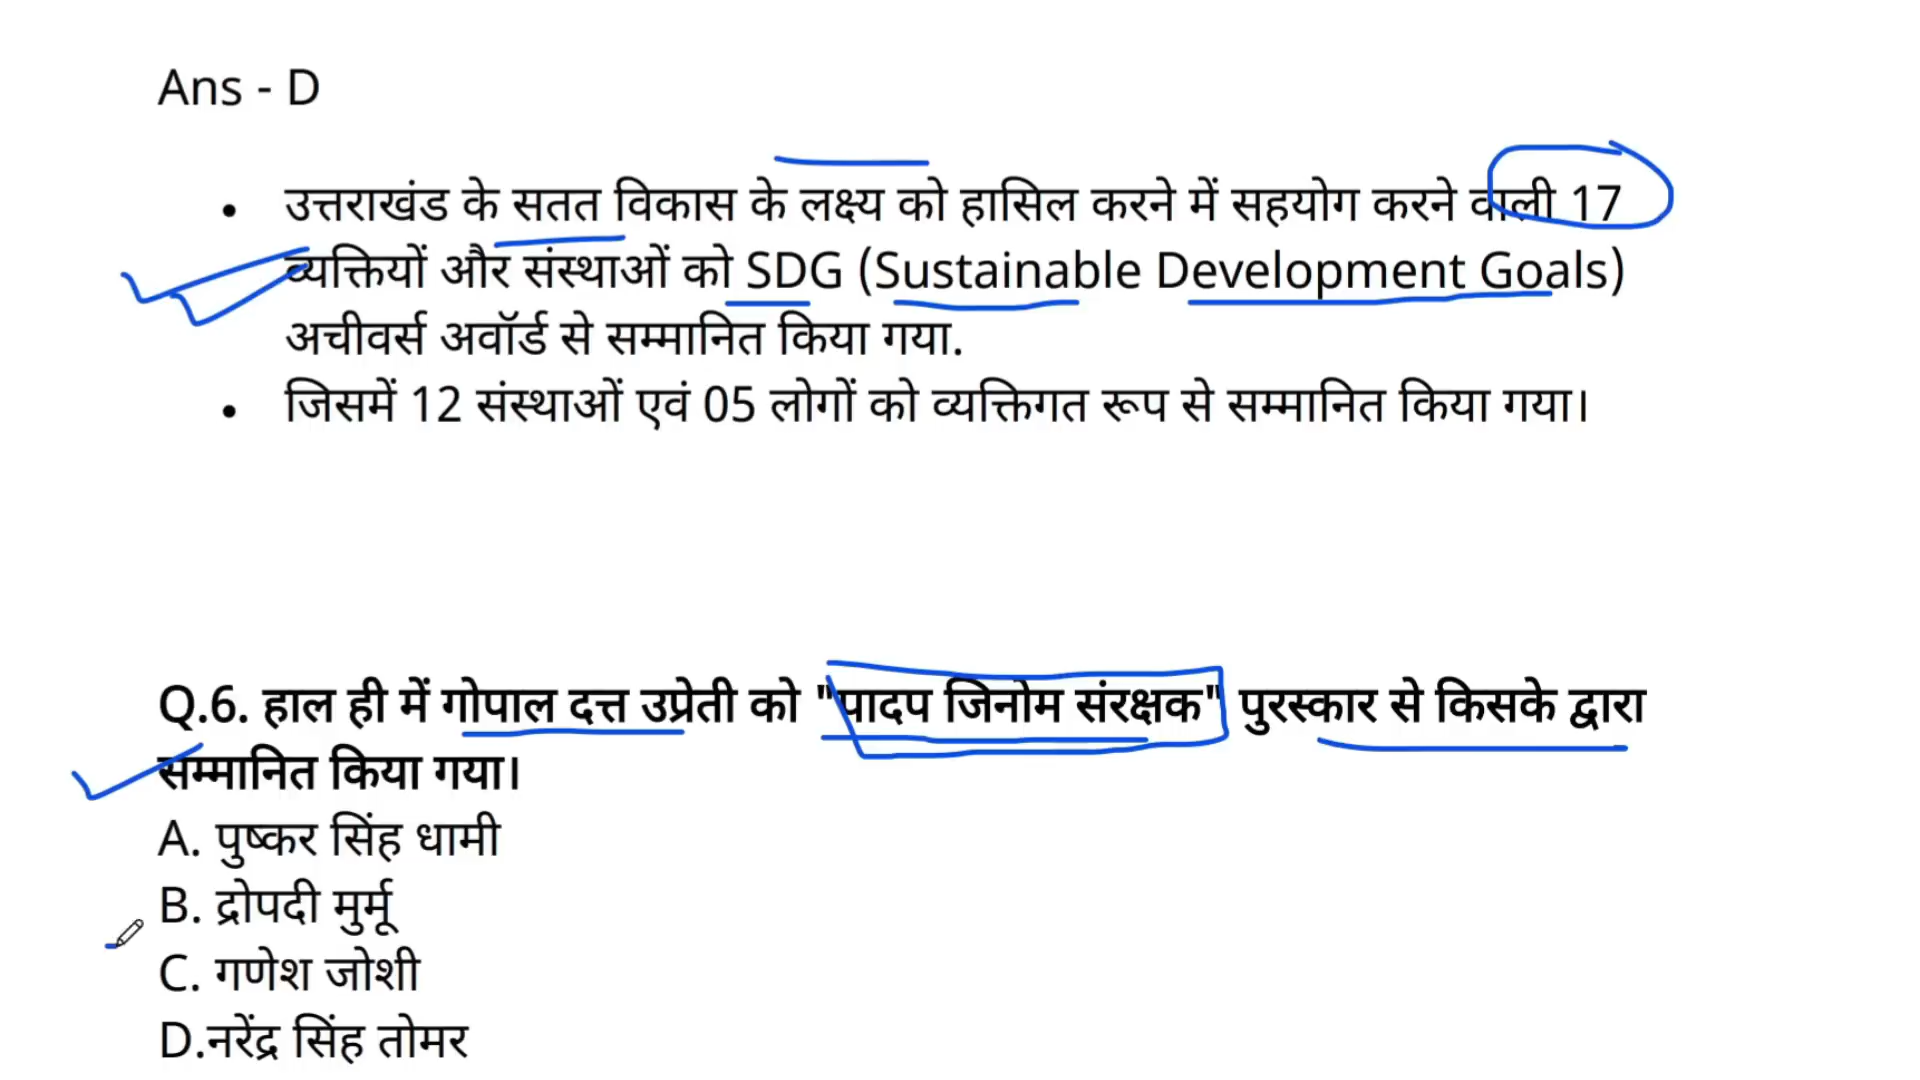 Ans - D
• उत्तराखंड के सतत विकास के लक्ष्य को हासिल करने में सहयोग करने वाली 17
व्यक्तियों और संस्थाओं को SDG (Sustainable Development Goals)
अचीवर्स अवॉर्ड से सम्मानित किया गया.
• जिसमें 12 संस्थाओं एवं 05 लोगों को व्यक्तिगत रूप से सम्मानित किया गया।
Q.6. हाल ही में गोपाल दत्त उप्रेती को "पादप जिनोम संरक्षक" पुरस्कार से किसके द्वारा
सम्मानित किया गया।
A. पुष्कर सिंह धामी
B. द्रोपदी मुर्मू
C. गणेश जोशी
D.नरेंद्र सिंह तोमर